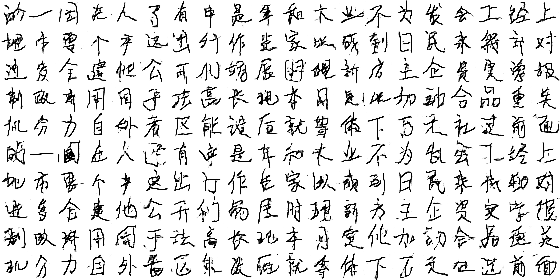 的一国在人了有中是年和大业不为发会工经上
地市要个产这出行作生家以成到日民来我部对
进多全建他公开们场展时理新方主企资实学报
制政济用同于法高长现本月定化加动合品重关
机分力自外者区能设后就等体下万元社过前面
的一国在人了有中是年和大业不为发会工经上
地市要个产这出行作生家以成到日民来我部对
进多全建他公开们场展时理新方主企资实学报
制政济用同于法高长现本月定化加动合品重关
机分力自外者区能设后就等体下万元社过前面